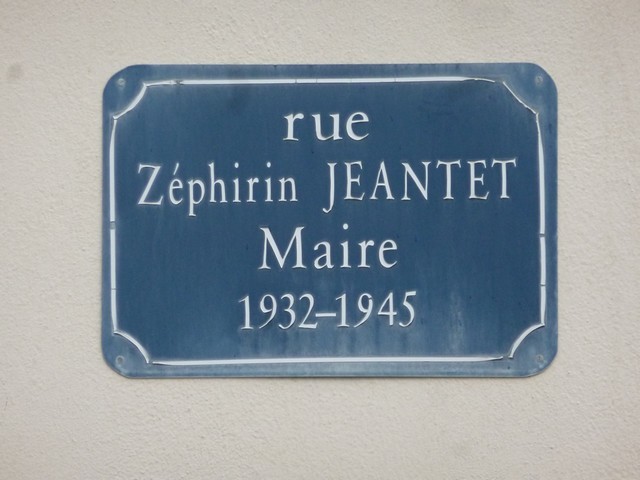 rue
Zéphirin JEANTET
Maire
1932–1945